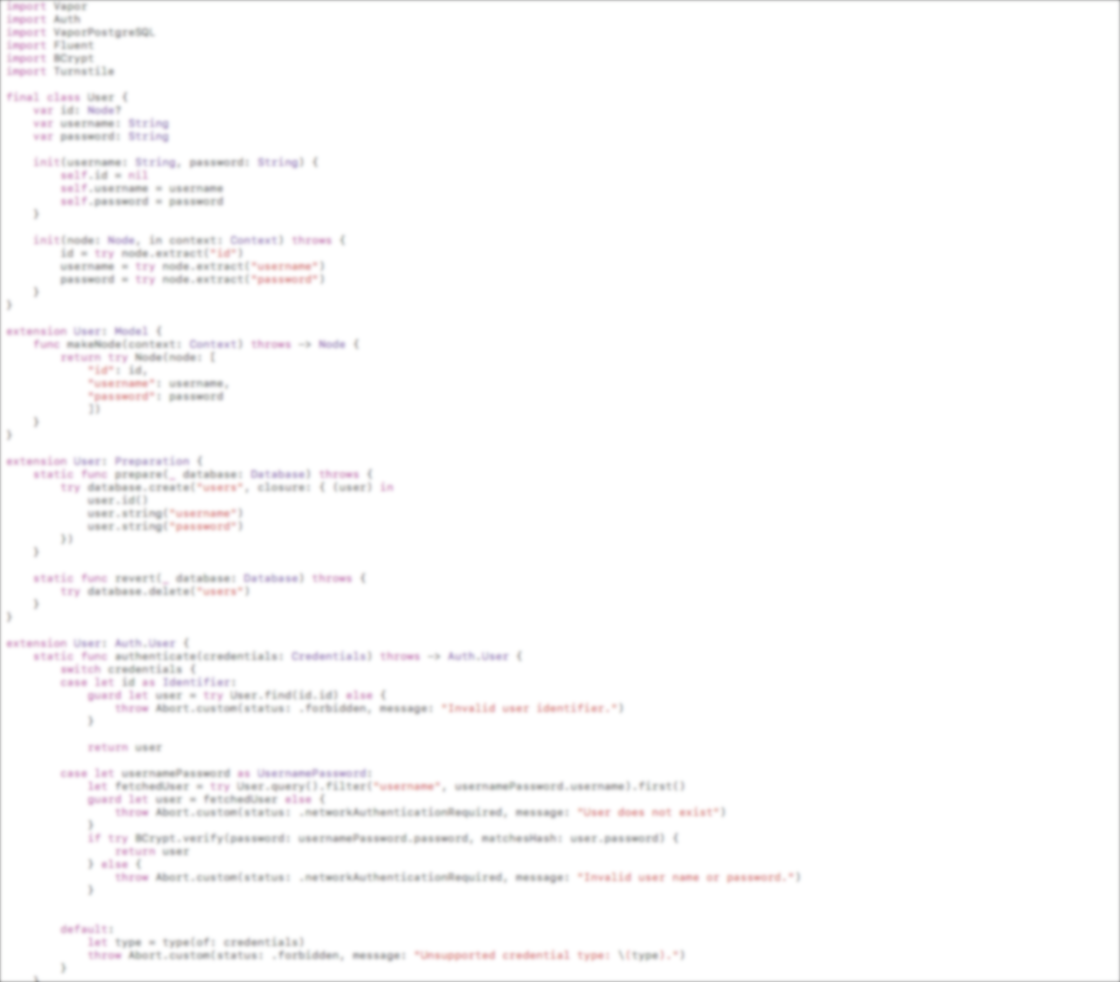 import Vapor
import Auth
import VaporPostgreSQL
import Fluent
import BCrypt
import Turnstile
final class User {
var id: Node?
var username: String
var password: String
init(username: String, password: String) {
self.id = nil
self.username = username
self.password = password
}
init(node: Node, in context: Context) throws {
id = try node.extract("id")
username = try node.extract("username")
password = try node.extract("password")
}
}
extension User: Model {
func makeNode(context: Context) throws -> Node {
return try Node(node: [
"id": id,
"username": username,
"password": password
])
}
}
extension User: Preparation {
static func prepare(_ database: Database) throws {
try database.create("users", closure: { (user) in
user.id()
user.string("username")
user.string("password")
})
}
static func revert(_ database: Database) throws {
try database.delete("users")
}
}
extension User: Auth.User {
static func authenticate(credentials: Credentials) throws -> Auth.User {
switch credentials {
case let id as Identifier:
guard let user = try User.find(id.id) else {
throw Abort.custom(status: .forbidden, message: "Invalid user identifier.")
}
return user
case let usernamePassword as UsernamePassword:
let fetchedUser = try User.query().filter("username", usernamePassword.username).first()
guard let user = fetchedUser else {
throw Abort.custom(status: .networkAuthenticationRequired, message: "User does not exist")
}
if try BCrypt.verify(password: usernamePassword.password, matchesHash: user.password) {
return user
} else {
throw Abort.custom(status: .networkAuthenticationRequired, message: "Invalid user name or password.")
}
default:
let type = type(of: credentials)
throw Abort.custom(status: .forbidden, message: "Unsupported credential type: \(type).")
}
}